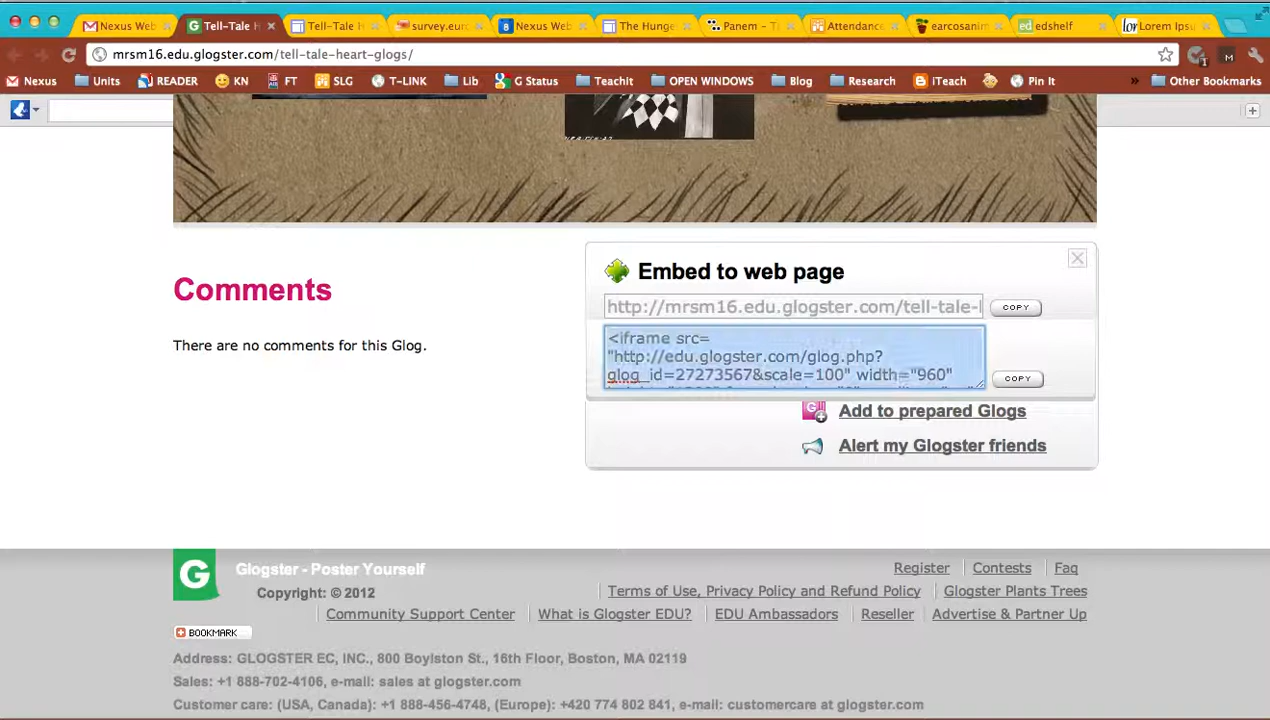 Nexus Web
Tell-Tale H
Tell-Tale H
survey.euro
Nexus Web
The Hunge
Panem – Ti
Attendance
earcosanim
edshelf
Lorem Ipsu
mrsm16.edu.glogster.com/tell-tale-heart-glogs/
Nexus
Units
READER
KN
FT
SLG
T-LINK
Lib
G Status
Teachit
OPEN WINDOWS
Blog
Research
iTeach
Pin It
» Other Bookmarks
Embed to web page
http://mrsm16.edu.glogster.com/tell-tale-l
COPY
Comments
<iframe src=
"http://edu.glogster.com/glog.php?
glog_id=27273567&scale=100" width="960"
COPY
There are no comments for this Glog.
Add to prepared Glogs
Alert my Glogster friends
G
Glogster - Poster Yourself
Copyright: © 2012
Register
Contests
Faq
Terms of Use, Privacy Policy and Refund Policy
Glogster Plants Trees
Community Support Center
What is Glogster EDU?
EDU Ambassadors
Reseller
Advertise & Partner Up
BOOKMARK
Address: GLOGSTER EC, INC., 800 Boylston St., 16th Floor, Boston, MA 02119
Sales: +1 888-702-4106, e-mail: sales at glogster.com
Customer care: (USA, Canada): +1 888-456-4748, (Europe): +420 774 802 841, e-mail: customercare at glogster.com